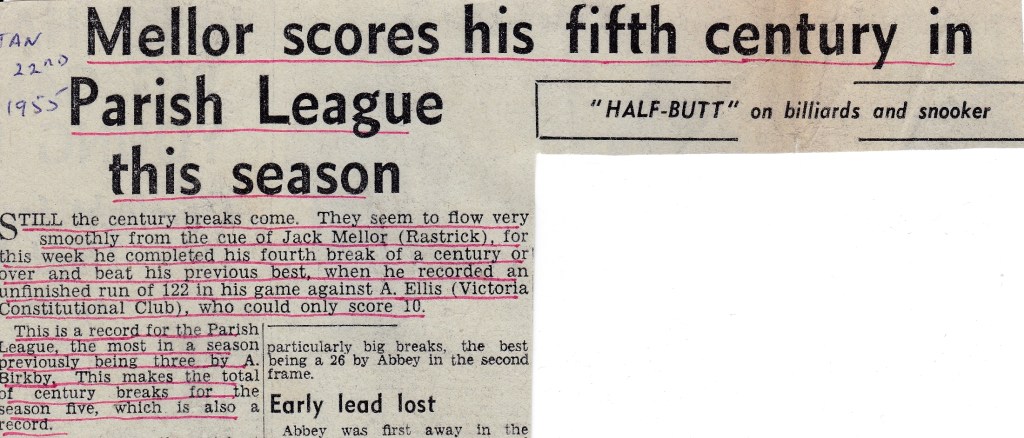 JAN
22ND
1955
Mellor scores his fifth century in
Parish League
this season
"HALF-BUTT" on billiards and snooker
STILL the century breaks come. They seem to flow very
smoothly from the cue of Jack Mellor (Rastrick), for
this week he completed his fourth break of a century or
over and beat his previous best, when he recorded an
unfinished run of 122 in his game against A. Ellis (Victoria
Constitutional Club), who could only score 10.
This is a record for the Parish
League, the most in a season
previously being three by A.
Birkby. This makes the total
of century breaks for the
season five, which is also a
record.
particularly big breaks, the best
being a 26 by Abbey in the second
frame.
Early lead lost
Abbey was first away in the